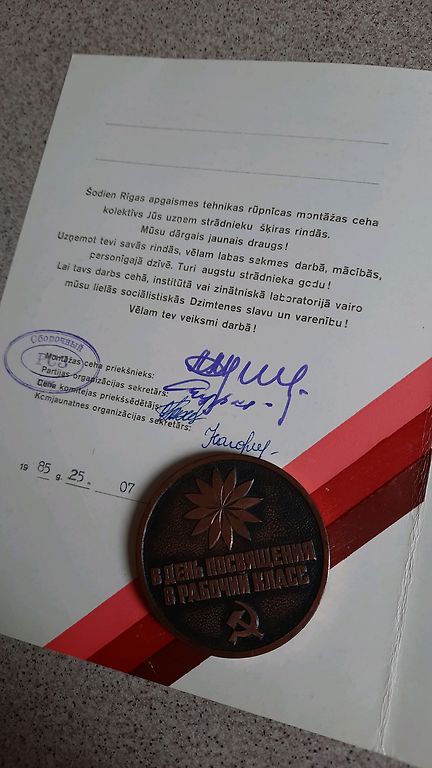 Šodien Rīgas apgaismes tehnikas rūpnīcas montāžas ceha
kolektīvs Jūs uzņem strādnieku šķiras rindās.
Mūsu dārgais jaunais draugs!
Uzņemot tevi savās rindās, vēlam labas sekmes darbā, mācībās,
personīgajā dzīvē. Turi augstu strādnieka godu!
Lai tavs darbs cehā, institūtā vai zinātniskā laboratorijā vairo
mūsu lielās sociālistiskās Dzimtenes slavu un varenību!
Vēlam tev veiksmi darbā!
Сборочный
РСЗ
Montāžas ceha priekšnieks:
Partijas organizācijas sekretārs:
Ceha komitejas priekšsēdētājs:
Komjaunatnes organizācijas sekretārs:
1985 g. 25. 07
В ДЕНЬ ПОСВЯЩЕНИЯ
В РАБОЧИЙ КЛАСС